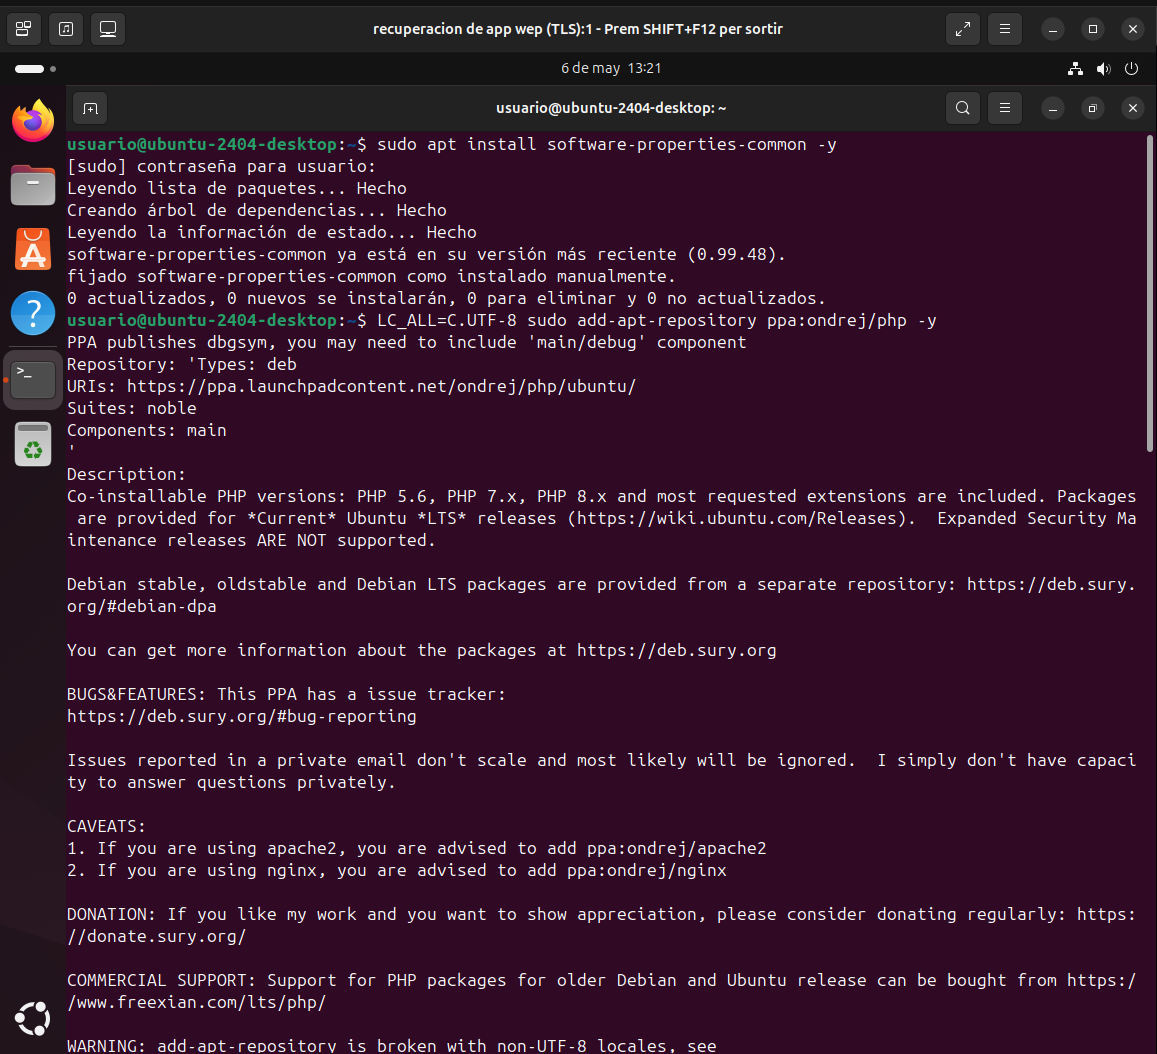 recuperacion de app wep (TLS):1 - Prem SHIFT+F12 per sortir
6 de may 13:21
usuario@ubuntu-2404-desktop: ~
usuario@ubuntu-2404-desktop:~$ sudo apt install software-properties-common -y
[sudo] contraseña para usuario:
Leyendo lista de paquetes... Hecho
Creando árbol de dependencias... Hecho
Leyendo la información de estado... Hecho
software-properties-common ya está en su versión más reciente (0.99.48).
fijado software-properties-common como instalado manualmente.
0 actualizados, 0 nuevos se instalarán, 0 para eliminar y 0 no actualizados.
usuario@ubuntu-2404-desktop:~$ LC_ALL=C.UTF-8 sudo add-apt-repository ppa:ondrej/php -y
PPA publishes dbgsym, you may need to include 'main/debug' component
Repository: 'Types: deb
URIs: https://ppa.launchpadcontent.net/ondrej/php/ubuntu/
Suites: noble
Components: main
'
Description:
Co-installable PHP versions: PHP 5.6, PHP 7.x, PHP 8.x and most requested extensions are included. Packages
 are provided for *Current* Ubuntu *LTS* releases (https://wiki.ubuntu.com/Releases).  Expanded Security Ma
intenance releases ARE NOT supported.
Debian stable, oldstable and Debian LTS packages are provided from a separate repository: https://deb.sury.
org/#debian-dpa
You can get more information about the packages at https://deb.sury.org
BUGS&FEATURES: This PPA has a issue tracker:
https://deb.sury.org/#bug-reporting
Issues reported in a private email don't scale and most likely will be ignored.  I simply don't have capaci
ty to answer questions privately.
CAVEATS:
1. If you are using apache2, you are advised to add ppa:ondrej/apache2
2. If you are using nginx, you are advised to add ppa:ondrej/nginx
DONATION: If you like my work and you want to show appreciation, please consider donating regularly: https:
//donate.sury.org/
COMMERCIAL SUPPORT: Support for PHP packages for older Debian and Ubuntu release can be bought from https:/
/www.freexian.com/lts/php/
WARNING: add-apt-repository is broken with non-UTF-8 locales, see